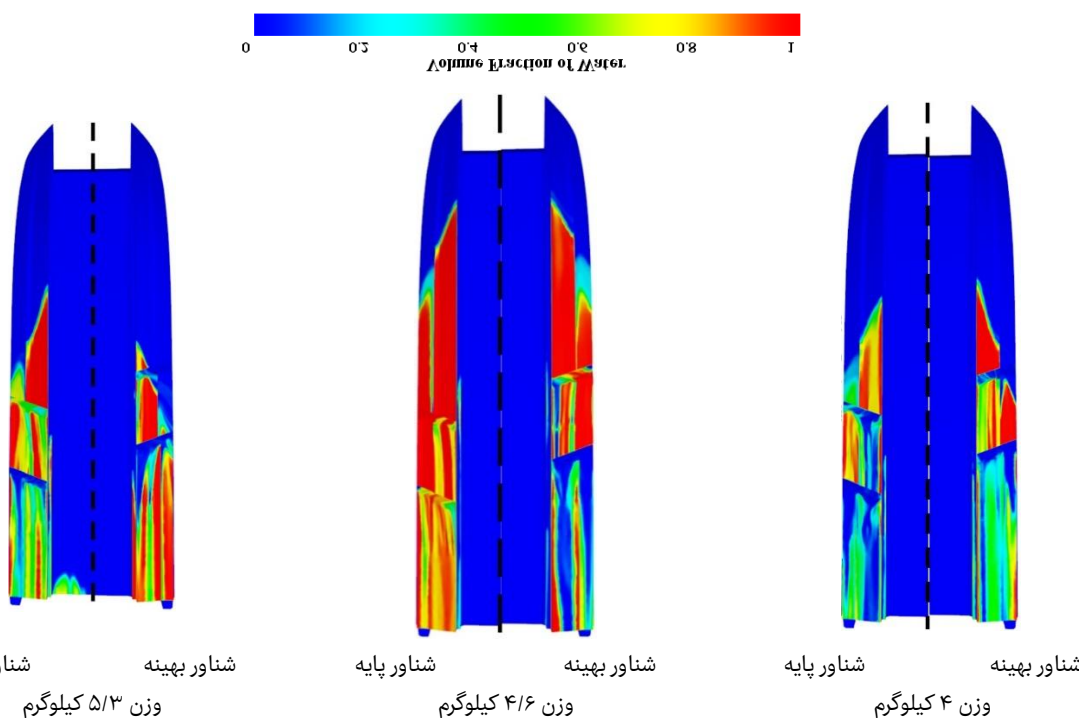 0 0.2 0.4 0.6 0.8 1
Volume Fraction of Water
شناور بهینه شناور پایه شناور بهینه شناور پایه شناور بهینه
وزن ۴ کیلوگرم وزن ۴/۶ کیلوگرم وزن ۵/۳ کیلوگرم